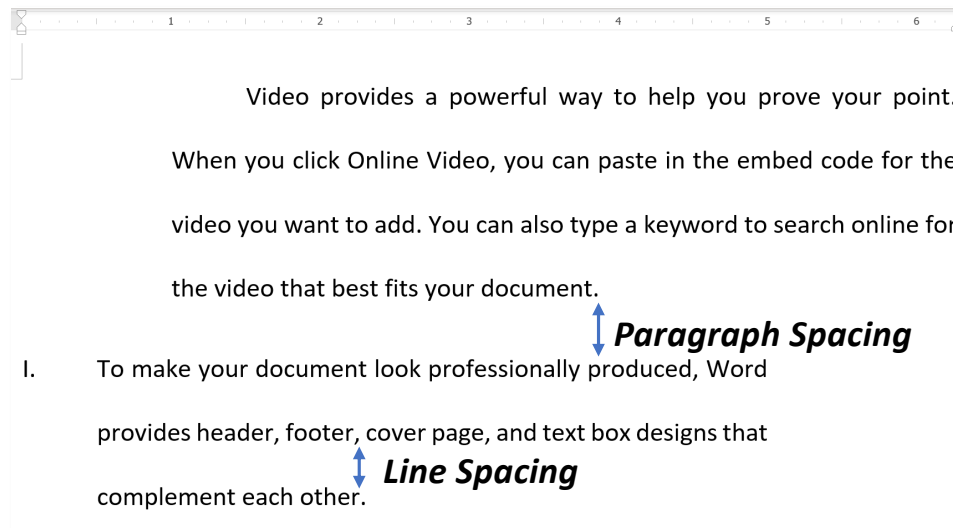 1 2 3 4 5 6
Video provides a powerful way to help you prove your point.
When you click Online Video, you can paste in the embed code for the
video you want to add. You can also type a keyword to search online for
the video that best fits your document.
Paragraph Spacing
I. To make your document look professionally produced, Word
provides header, footer, cover page, and text box designs that
Line Spacing
complement each other.